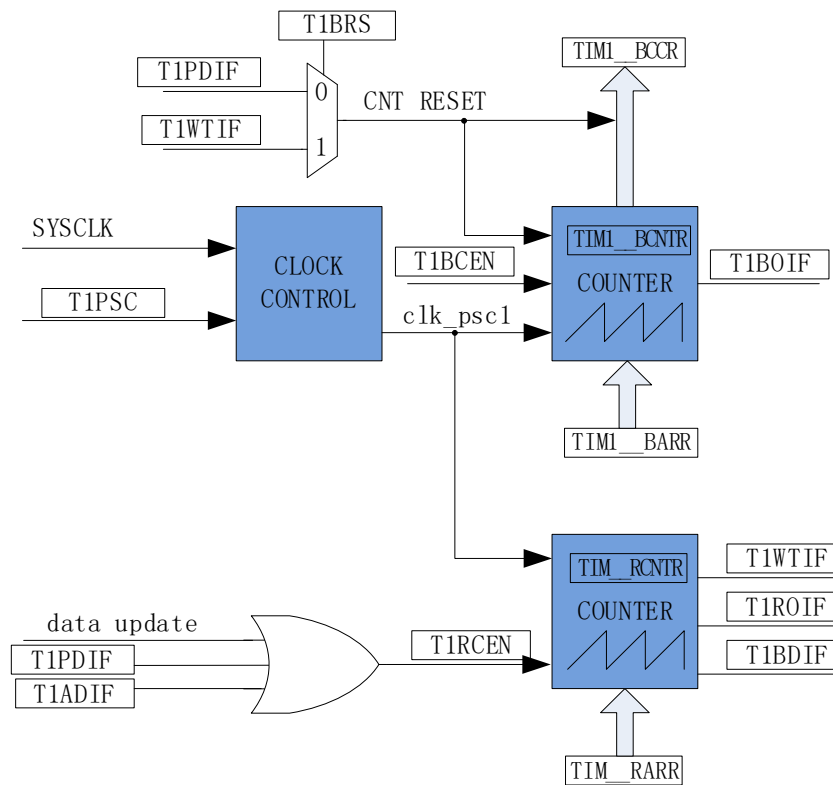 T1BRS
T1PDIF
0
T1WTIF
1
CNT RESET
TIM1__BCCR
SYSCLK
T1PSC
CLOCK
CONTROL
T1BCEN
clk_psc1
TIM1__BCNTR
COUNTER
T1BOIF
TIM1__BARR
data update
T1PDIF
T1ADIF
T1RCEN
TIM__RCNTR
COUNTER
T1WTIF
T1ROIF
T1BDIF
TIM__RARR